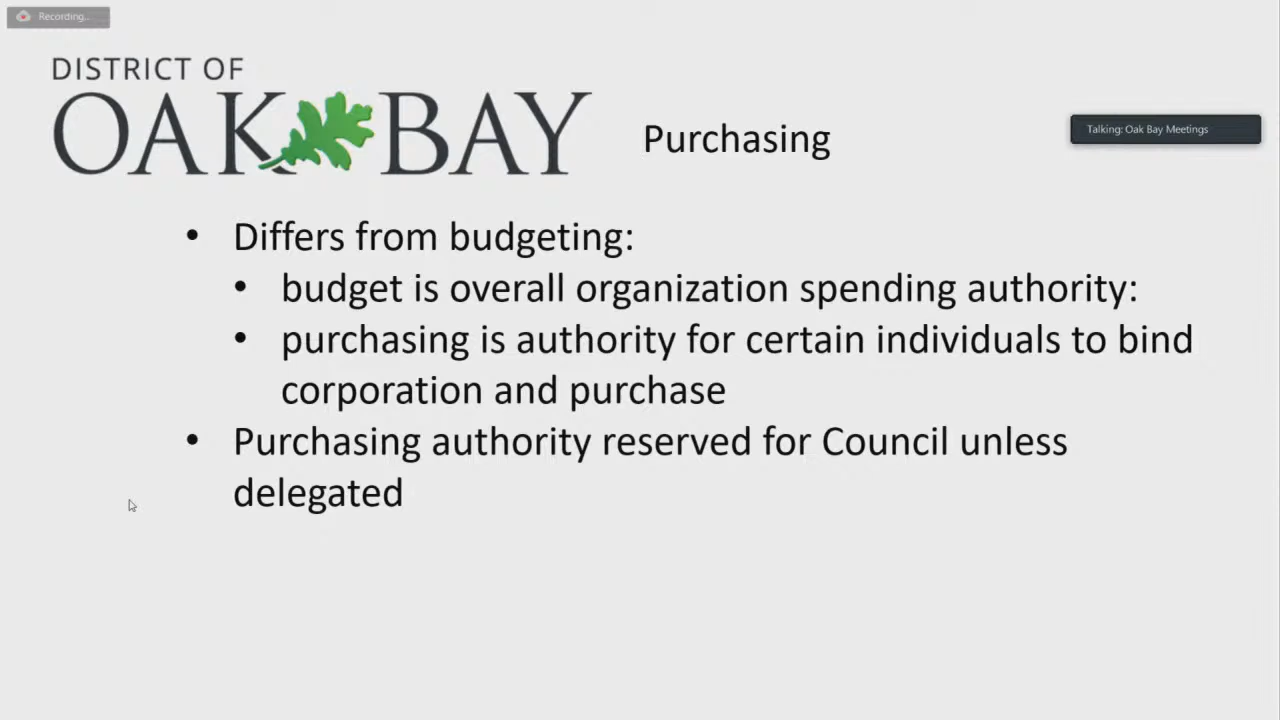 Recording...
DISTRICT OF
OAK BAY
Purchasing
Talking: Oak Bay Meetings
• Differs from budgeting:
• budget is overall organization spending authority:
• purchasing is authority for certain individuals to bind
corporation and purchase
• Purchasing authority reserved for Council unless
delegated